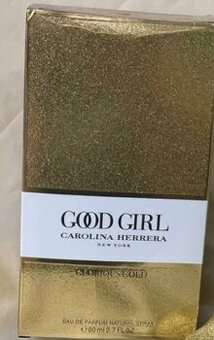 GOOD GIRL
CAROLINA HERRERA
NEW YORK
GLORIOUS GOLD
EAU DE PARFUM NATURAL SPRAY
e 80 ml 2.7 FL.OZ